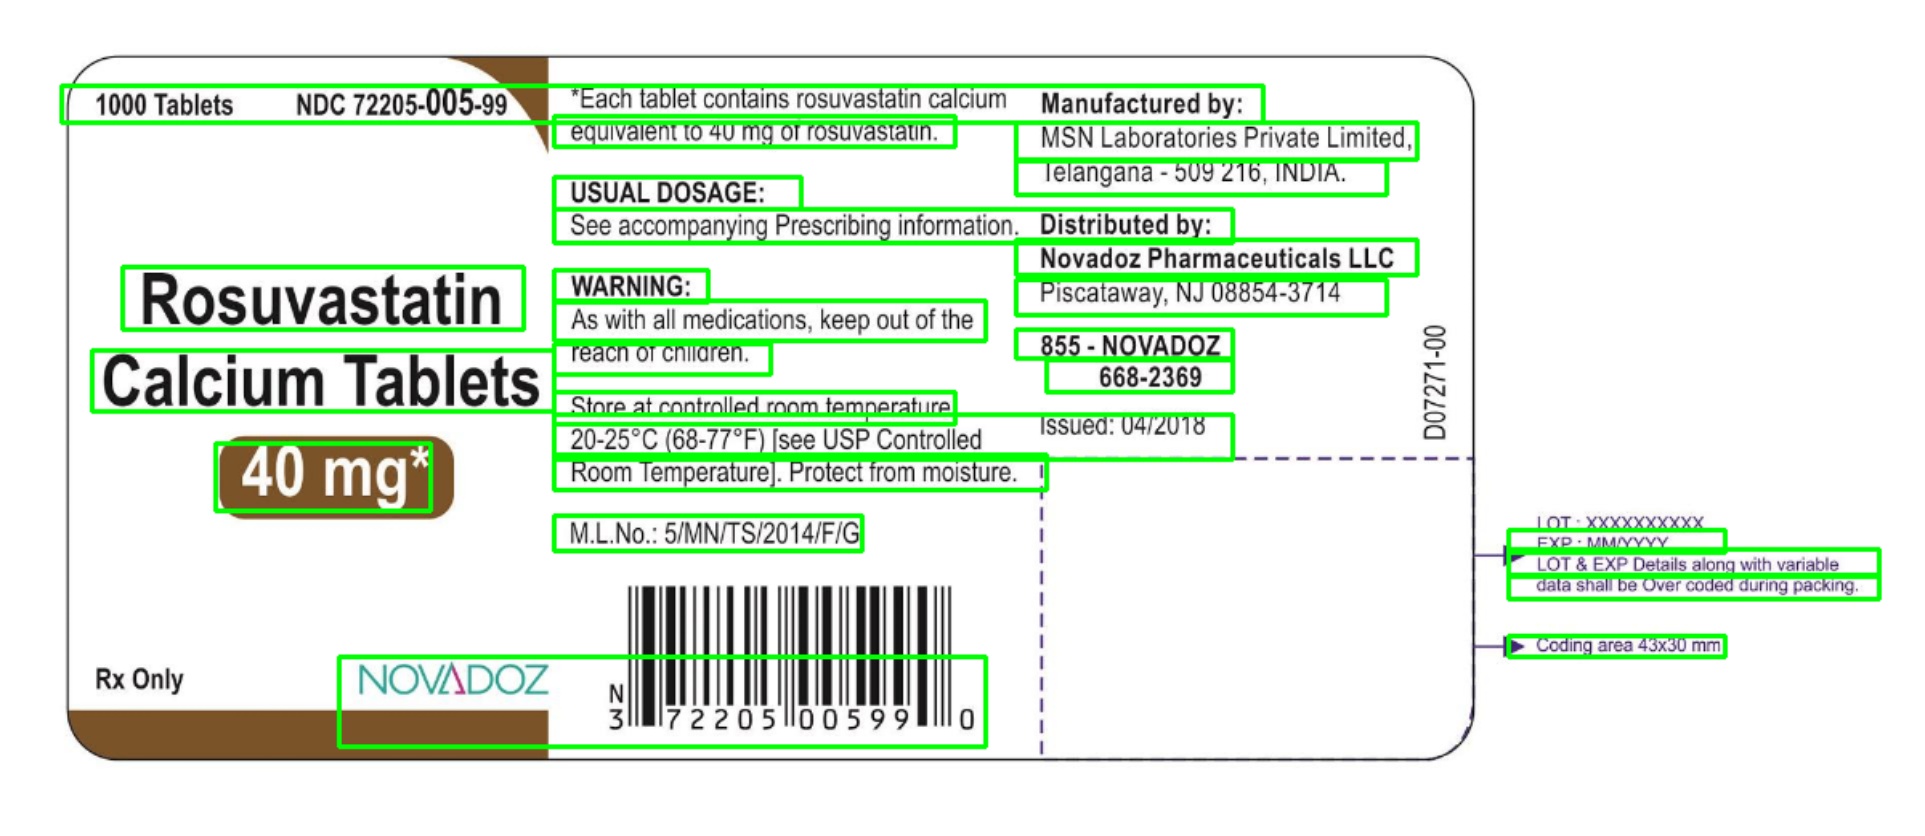 1000 Tablets NDC 72205-005-99
Rosuvastatin
Calcium Tablets
40 mg*
Rx Only
NOVADOZ
*Each tablet contains rosuvastatin calcium
equivalent to 40 mg of rosuvastatin.
USUAL DOSAGE:
See accompanying Prescribing information.
WARNING:
As with all medications, keep out of the
reach of children.
Store at controlled room temperature
20-25°C (68-77°F) [see USP Controlled
Room Temperature]. Protect from moisture.
M.L.No.: 5/MN/TS/2014/F/G
N
3 72205 00599 0
Manufactured by:
MSN Laboratories Private Limited,
Telangana - 509 216, INDIA.
Distributed by:
Novadoz Pharmaceuticals LLC
Piscataway, NJ 08854-3714
855 - NOVADOZ
668-2369
Issued: 04/2018
D07271-00
LOT : XXXXXXXXXX
EXP : MM/YYYY
LOT & EXP Details along with variable
data shall be Over coded during packing.
Coding area 43x30 mm